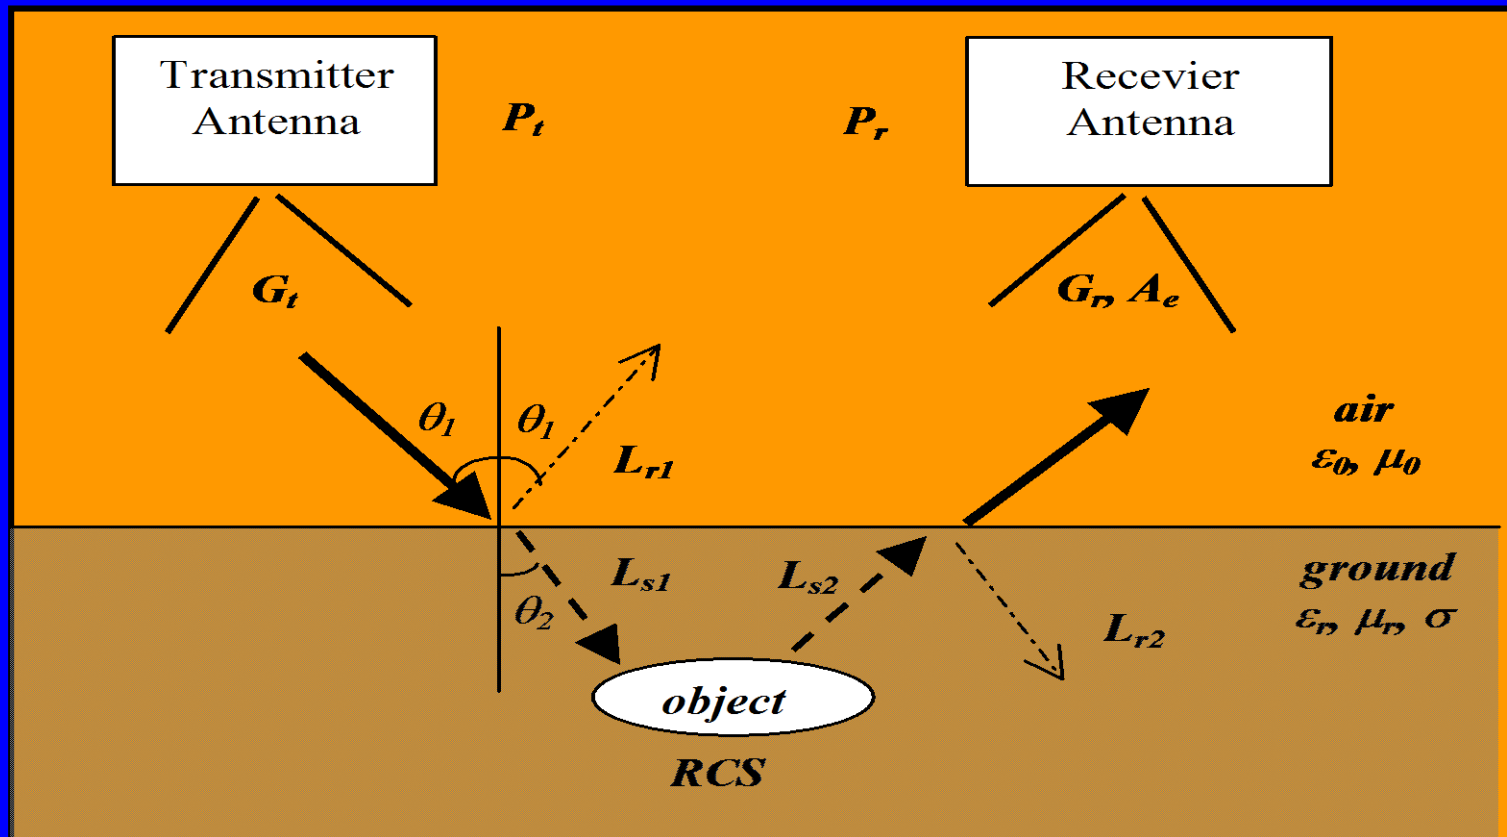 Transmitter
Antenna
P_t
P_r
Recevier
Antenna
G_t
G_r, A_e
θ_1
θ_1
L_r1
air
ε_0, μ_0
L_s1
L_s2
ground
θ_2
ε_r, μ_r, σ
L_r2
object
RCS